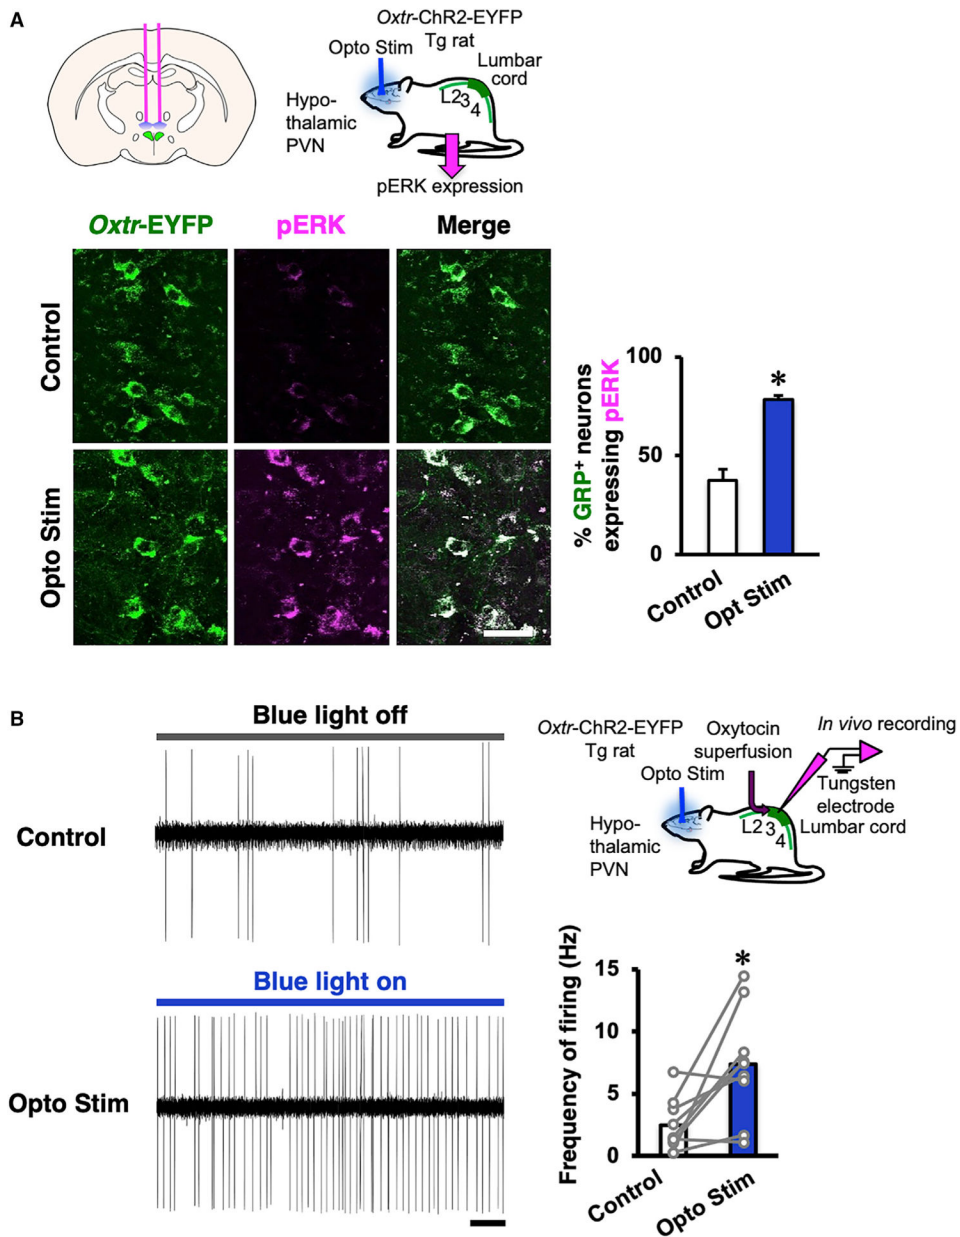 A
Oxtr-ChR2-EYFP
Tg rat
Opto Stim
Lumbar
cord
L2 3 4
Hypo-
thalamic
PVN
pERK expression
Oxtr-EYFP
pERK
Merge
Control
Opto Stim
% GRP+ neurons
expressing pERK
100
50
0
*
Control
Opt Stim
B
Blue light off
Control
Blue light on
Opto Stim
Oxtr-ChR2-EYFP
Tg rat
Oxytocin
superfusion
In vivo recording
Opto Stim
Tungsten
electrode
Lumbar cord
L2 3 4
Hypo-
thalamic
PVN
Frequency of firing (Hz)
15
10
5
0
*
Control
Opto Stim